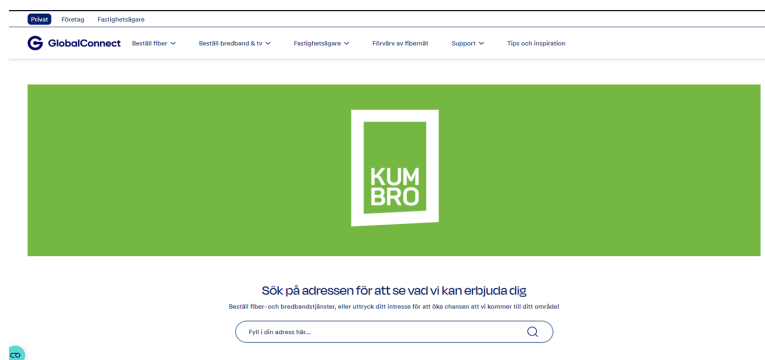 Privat Företag Fastighetsägare
GlobalConnect Beställ fiber Beställ bredband & tv Fastighetsägare Förvärv av fibernät Support Tips och inspiration
KUM
BRO
Sök på adressen för att se vad vi kan erbjuda dig
Beställ fiber- och bredbandstjänster, eller uttryck ditt intresse för att öka chansen att vi kommer till ditt område!
Fyll i din adress här...